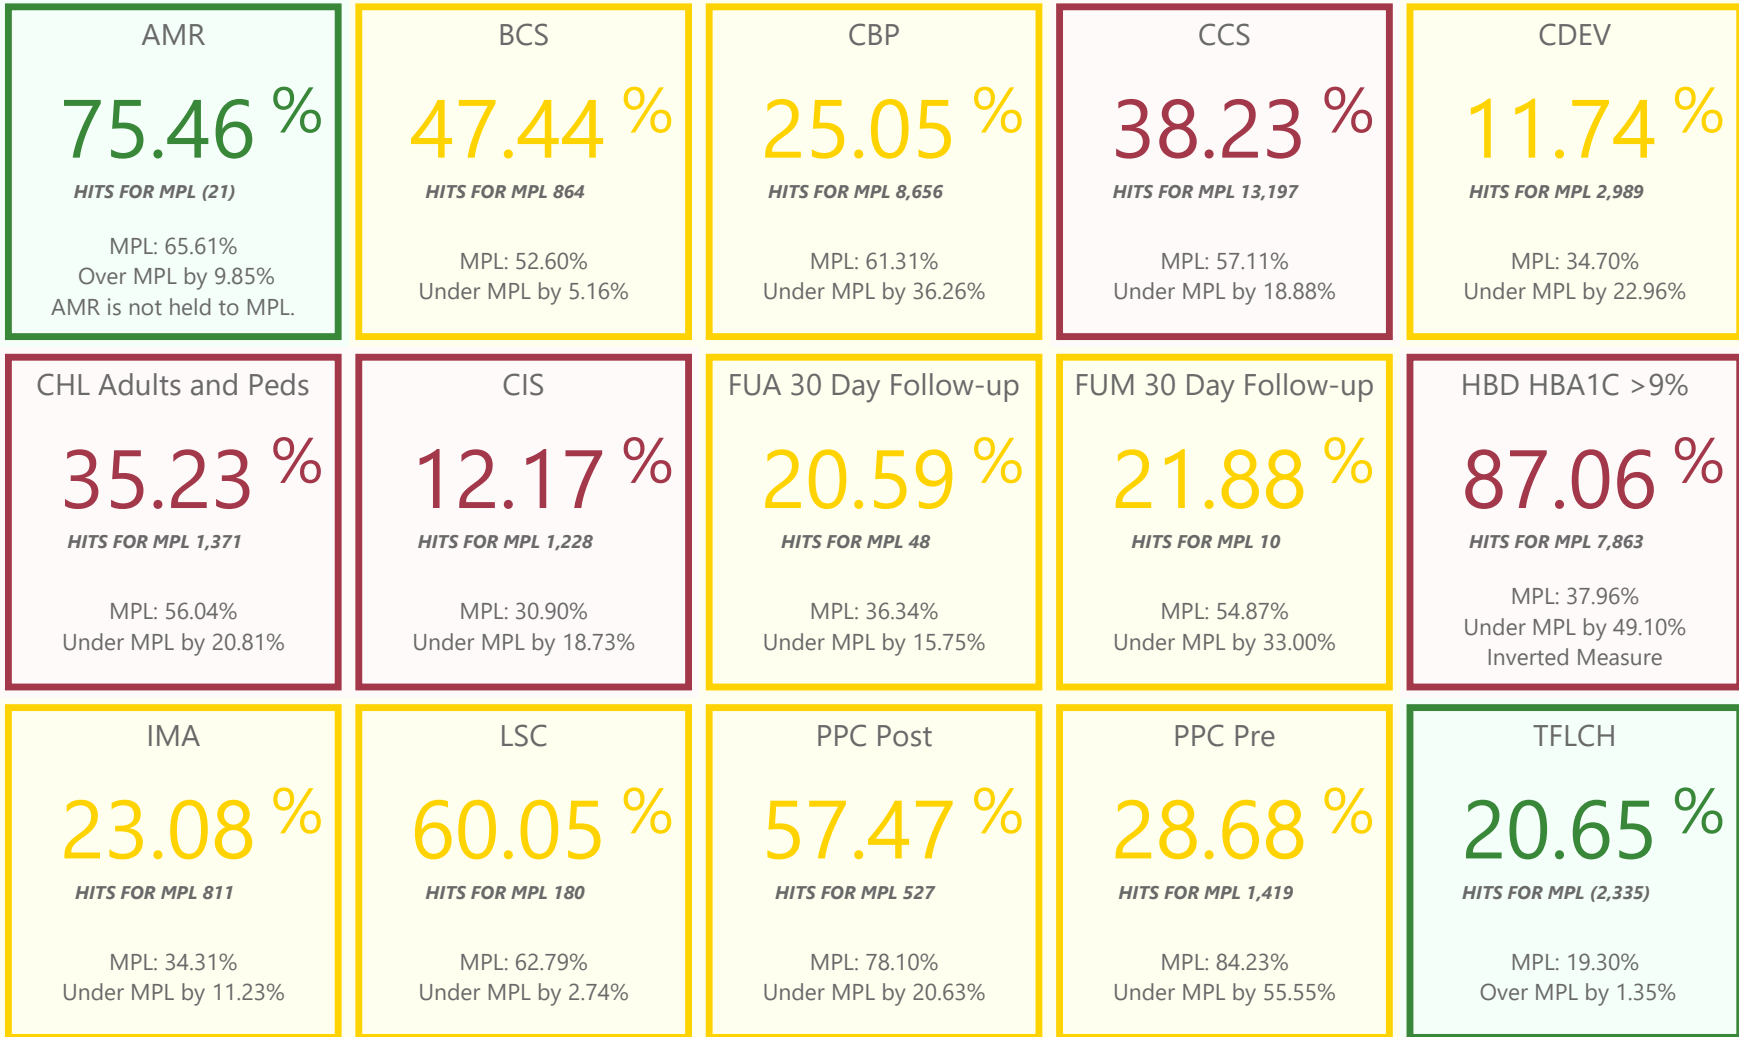 AMR
75.46 %
HITS FOR MPL (21)
MPL: 65.61%
Over MPL by 9.85%
AMR is not held to MPL.
BCS
47.44 %
HITS FOR MPL 864
MPL: 52.60%
Under MPL by 5.16%
CBP
25.05 %
HITS FOR MPL 8,656
MPL: 61.31%
Under MPL by 36.26%
CCS
38.23 %
HITS FOR MPL 13,197
MPL: 57.11%
Under MPL by 18.88%
CDEV
11.74 %
HITS FOR MPL 2,989
MPL: 34.70%
Under MPL by 22.96%
CHL Adults and Peds
35.23 %
HITS FOR MPL 1,371
MPL: 56.04%
Under MPL by 20.81%
CIS
12.17 %
HITS FOR MPL 1,228
MPL: 30.90%
Under MPL by 18.73%
FUA 30 Day Follow-up
20.59 %
HITS FOR MPL 48
MPL: 36.34%
Under MPL by 15.75%
FUM 30 Day Follow-up
21.88 %
HITS FOR MPL 10
MPL: 54.87%
Under MPL by 33.00%
HBD HBA1C >9%
87.06 %
HITS FOR MPL 7,863
MPL: 37.96%
Under MPL by 49.10%
Inverted Measure
IMA
23.08 %
HITS FOR MPL 811
MPL: 34.31%
Under MPL by 11.23%
LSC
60.05 %
HITS FOR MPL 180
MPL: 62.79%
Under MPL by 2.74%
PPC Post
57.47 %
HITS FOR MPL 527
MPL: 78.10%
Under MPL by 20.63%
PPC Pre
28.68 %
HITS FOR MPL 1,419
MPL: 84.23%
Under MPL by 55.55%
TFLCH
20.65 %
HITS FOR MPL (2,335)
MPL: 19.30%
Over MPL by 1.35%